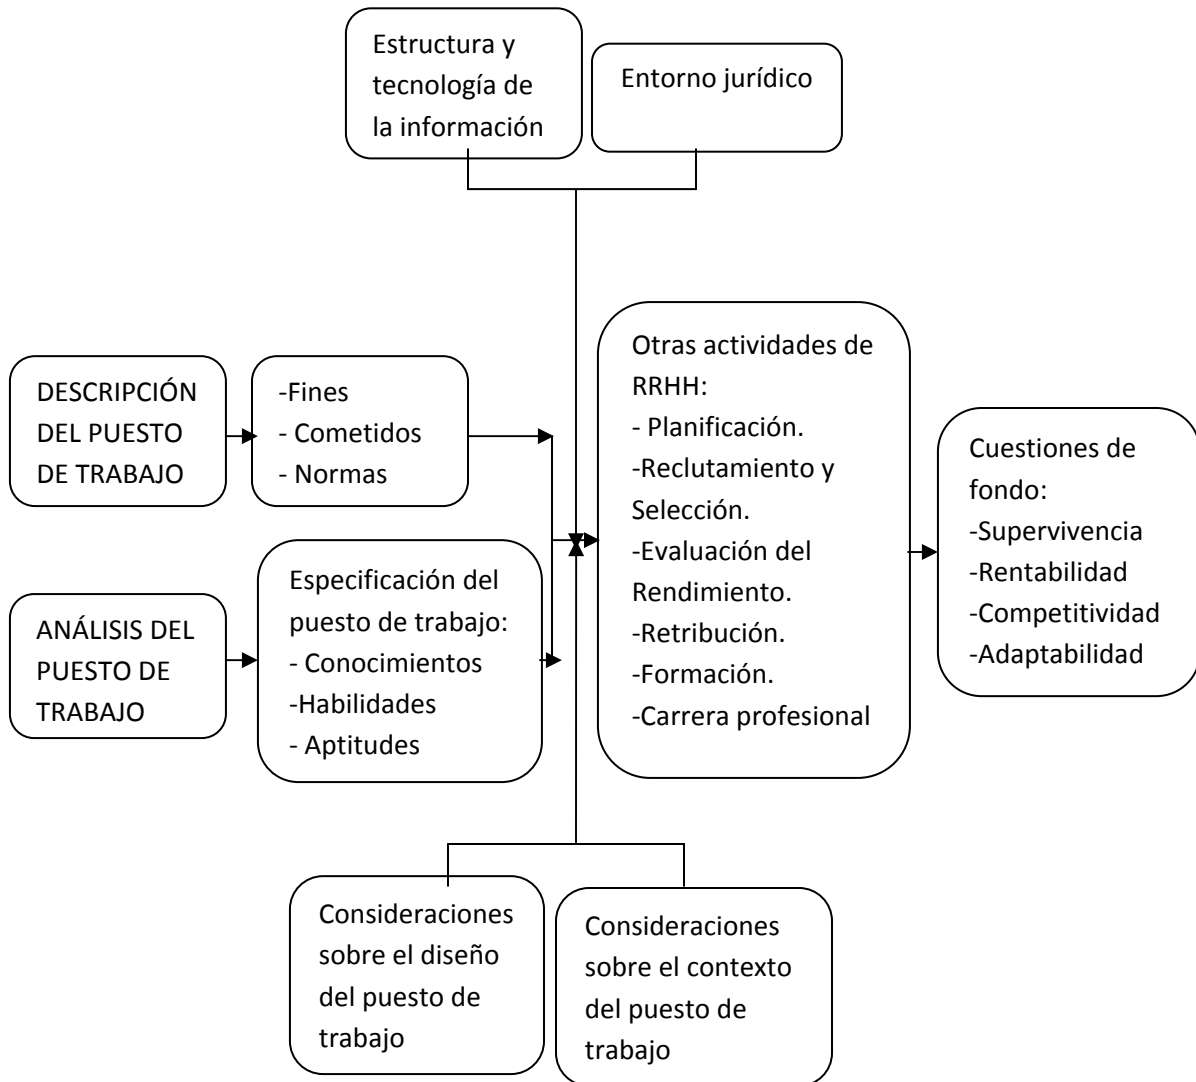 Estructura y
tecnología de
la información
Entorno jurídico
DESCRIPCIÓN
DEL PUESTO
DE TRABAJO
-Fines
- Cometidos
- Normas
ANÁLISIS DEL
PUESTO DE
TRABAJO
Especificación del
puesto de trabajo:
- Conocimientos
-Habilidades
- Aptitudes
Otras actividades de
RRHH:
- Planificación.
-Reclutamiento y
Selección.
-Evaluación del
Rendimiento.
-Retribución.
-Formación.
-Carrera profesional
Cuestiones de
fondo:
-Supervivencia
-Rentabilidad
-Competitividad
-Adaptabilidad
Consideraciones
sobre el diseño
del puesto de
trabajo
Consideraciones
sobre el contexto
del puesto de
trabajo